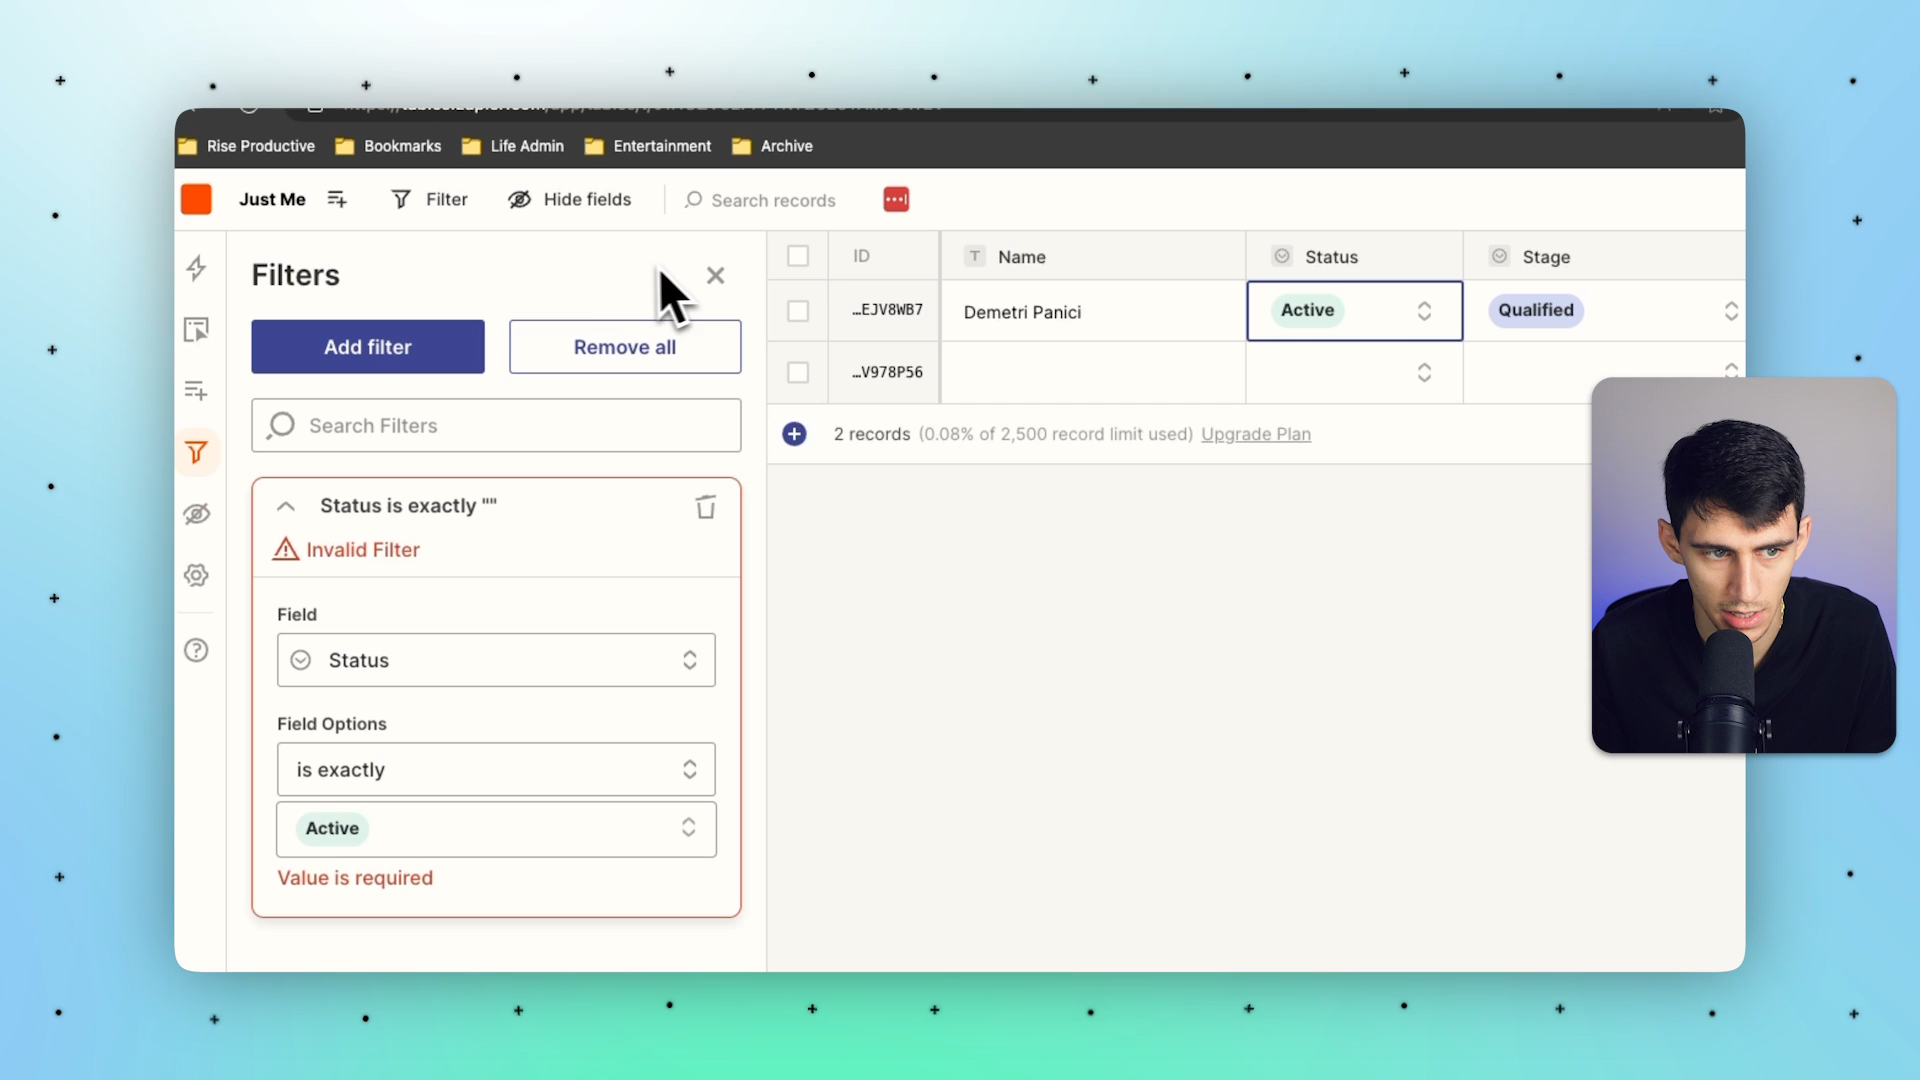 Rise Productive
Bookmarks
Life Admin
Entertainment
Archive
Just Me
Filter
Hide fields
Search records
Filters
Add filter
Remove all
Search Filters
Status is exactly ""
Invalid Filter
Field
Status
Field Options
is exactly
Active
Value is required
ID
T Name
Status
Stage
…EJV8WB7
Demetri Panici
Active
Qualified
…V978P56
2 records (0.08% of 2,500 record limit used) Upgrade Plan